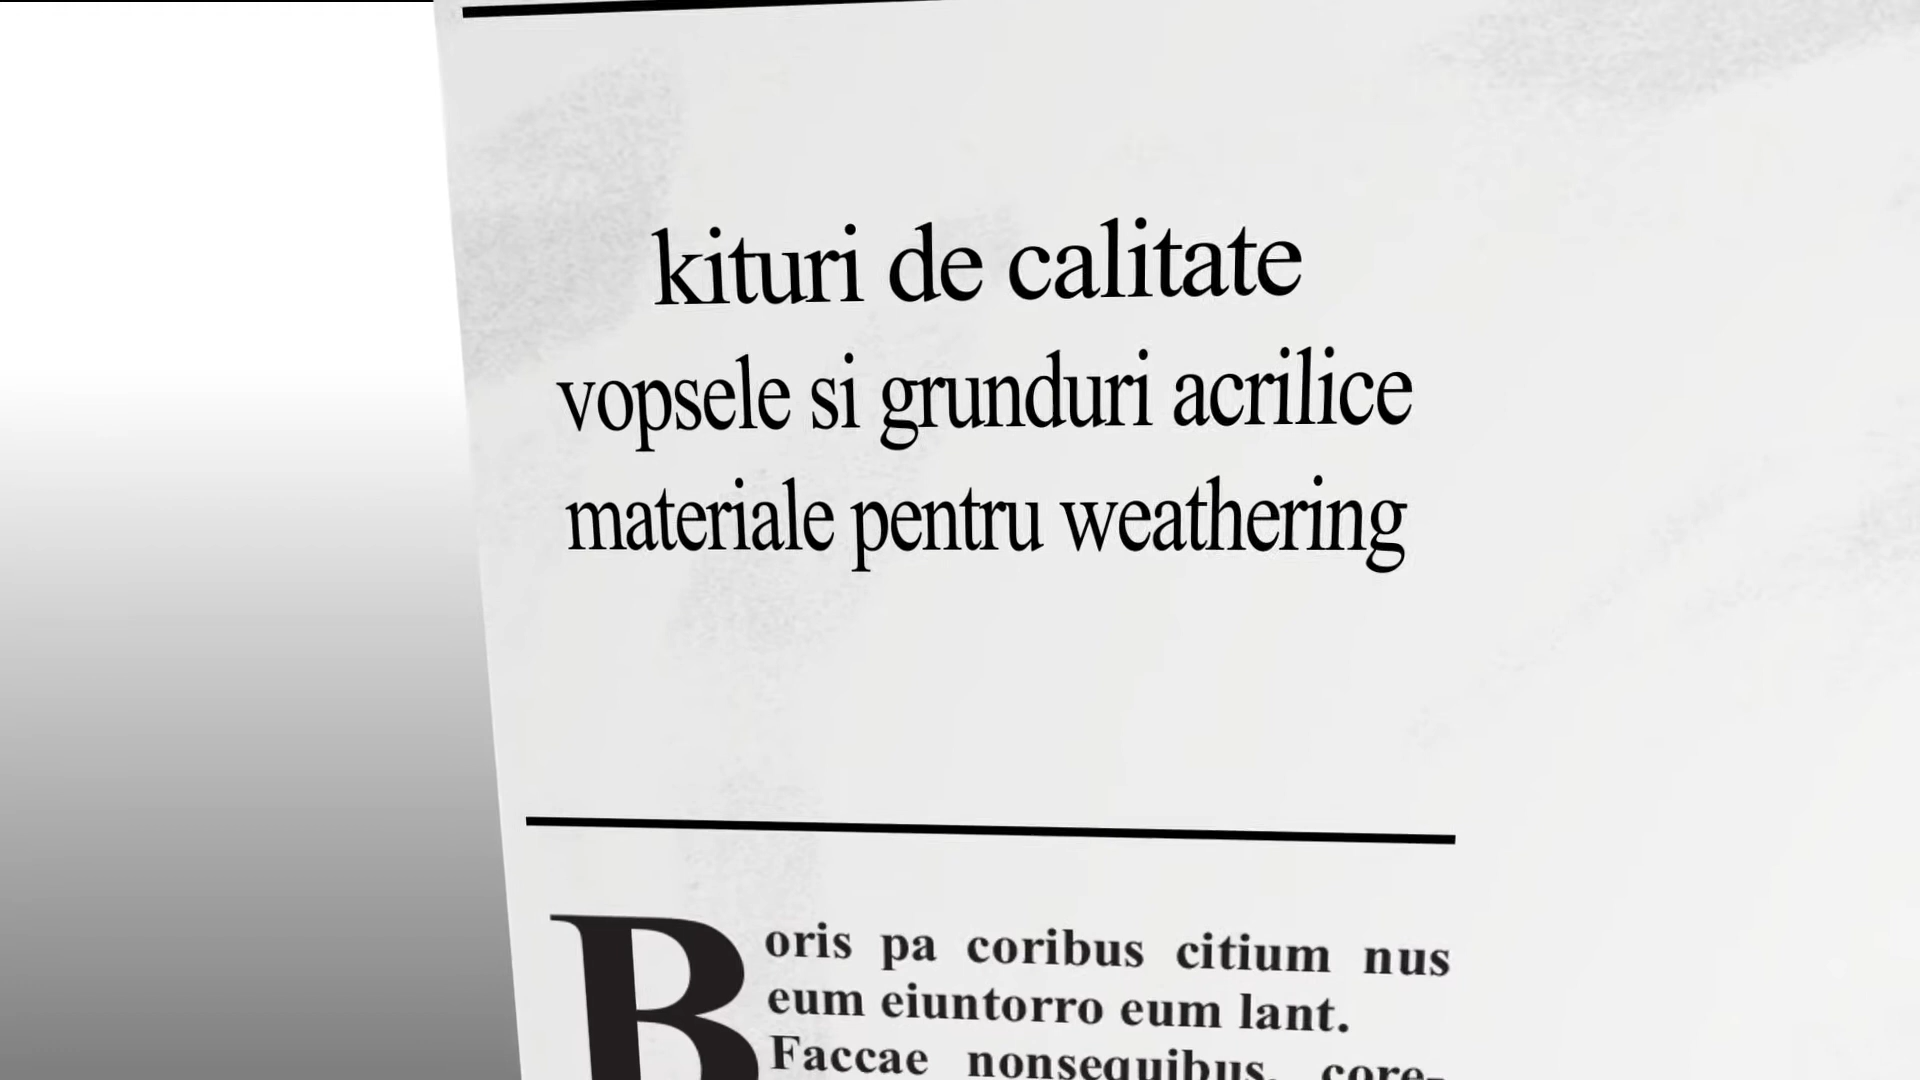 kituri de calitate
vopsele si grunduri acrilice
materiale pentru weathering
Boris pa coribus citium nus
eum eiuntorro eum lant.
Faccae nonsequibus, core-